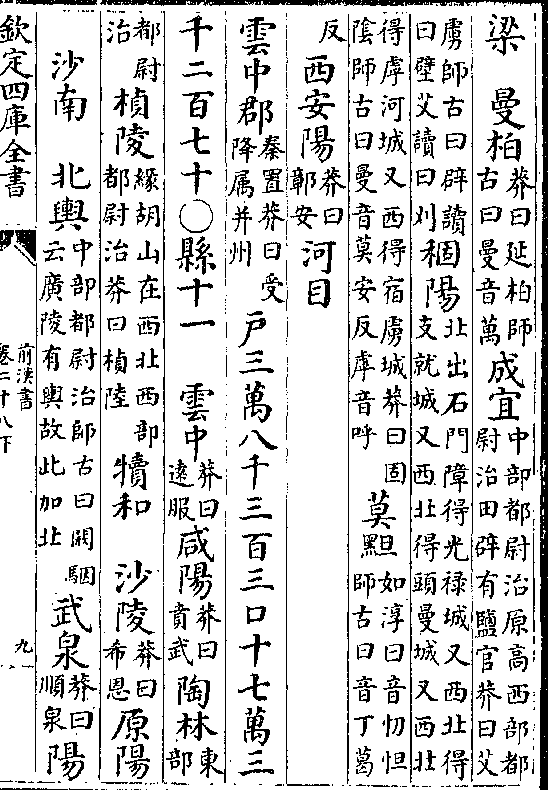 梁　曼柏莽曰延柏師古曰曼音萬成宜中部都尉治原高西部都尉治田辟有鹽官莽曰艾
虜師古曰辟讀曰壁艾讀曰刈稒陽北出石門障得光禄城又西北得支就城又西北得頭曼城又西北
得虖河城又西得宿虜城莽曰固陰師古曰曼音莫安反虖音呼莫䵣如淳曰音忉怛師古曰音丁葛
反　西安陽莽曰鄣安河目
雲中郡秦置莽曰受降属并州户三萬八千三百三口十七萬三
千二百七十○縣十一　雲中莽曰遠服咸陽莽曰賁武陶林東部
都尉治楨陵緣胡山在西北西部都尉治莽曰楨陸犢和　沙陵莽曰希恩原陽
沙南　北輿中部都尉治師古曰闞駰云廣陵有輿故此加北武泉莽曰順泉陽
欽定四庫全書
前漢書
卷二十八下
九